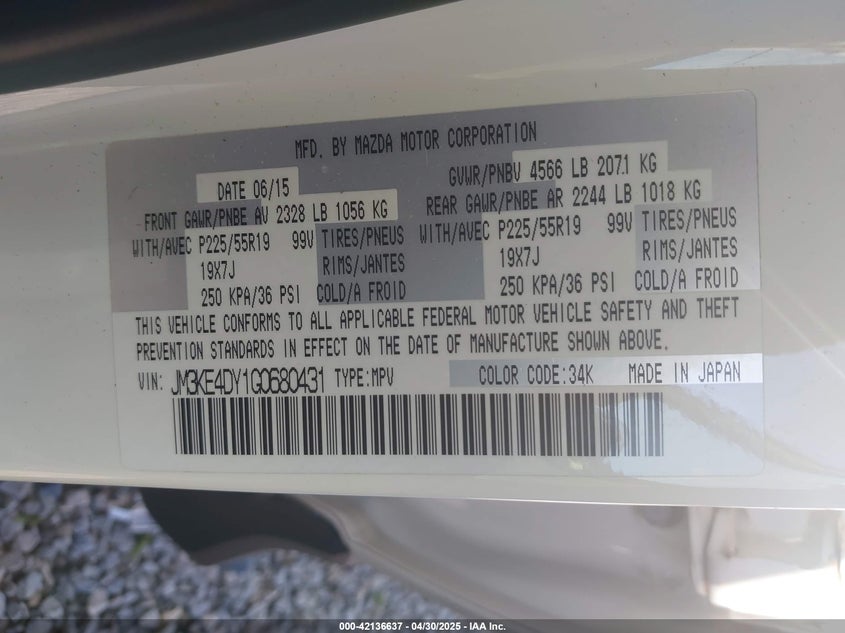 MFD. BY MAZDA MOTOR CORPORATION
DATE 06/15 GVWR/PNBV 4566 LB 2071 KG
FRONT GAWR/PNBE AV 2328 LB 1056 KG REAR GAWR/PNBE AR 2244 LB 1018 KG
WITH/AVEC P225/55R19 99V TIRES/PNEUS WITH/AVEC P225/55R19 99V TIRES/PNEUS
19X7J RIMS/JANTES 19X7J RIMS/JANTES
250 KPA/36 PSI COLD/A FROID 250 KPA/36 PSI COLD/A FROID
THIS VEHICLE CONFORMS TO ALL APPLICABLE FEDERAL MOTOR VEHICLE SAFETY AND THEFT
PREVENTION STANDARDS IN EFFECT ON THE DATE OF MANUFACTURE SHOWN ABOVE.
VIN: JM3KE4DY1G0680431 TYPE:MPV COLOR CODE:34K MADE IN JAPAN
000-42136637 - 04/30/2025 - IAA Inc.